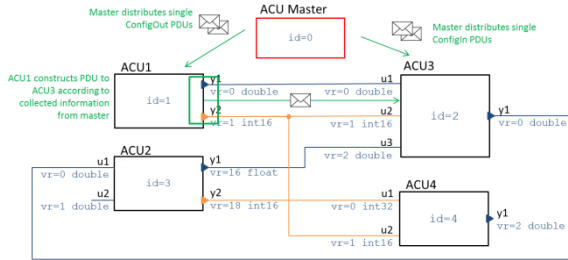 ACU Master
Master distributes single
ConfigOut PDUs
id=0
Master distributes single
ConfigIn PDUs
ACU1 constructs PDU to
ACU3 according to
collected information
from master
ACU1
id=1
y1
vr=0 double
y2
vr=1 int16
ACU3
u1
vr=0 double
u2
vr=1 int16
u3
vr=2 double
id=2
y1
vr=0 double
ACU2
u1
vr=0 double
u2
vr=1 double
id=3
y1
vr=16 float
y2
vr=18 int16
ACU4
u1
vr=0 int32
u2
vr=1 int16
id=4
y1
vr=2 double